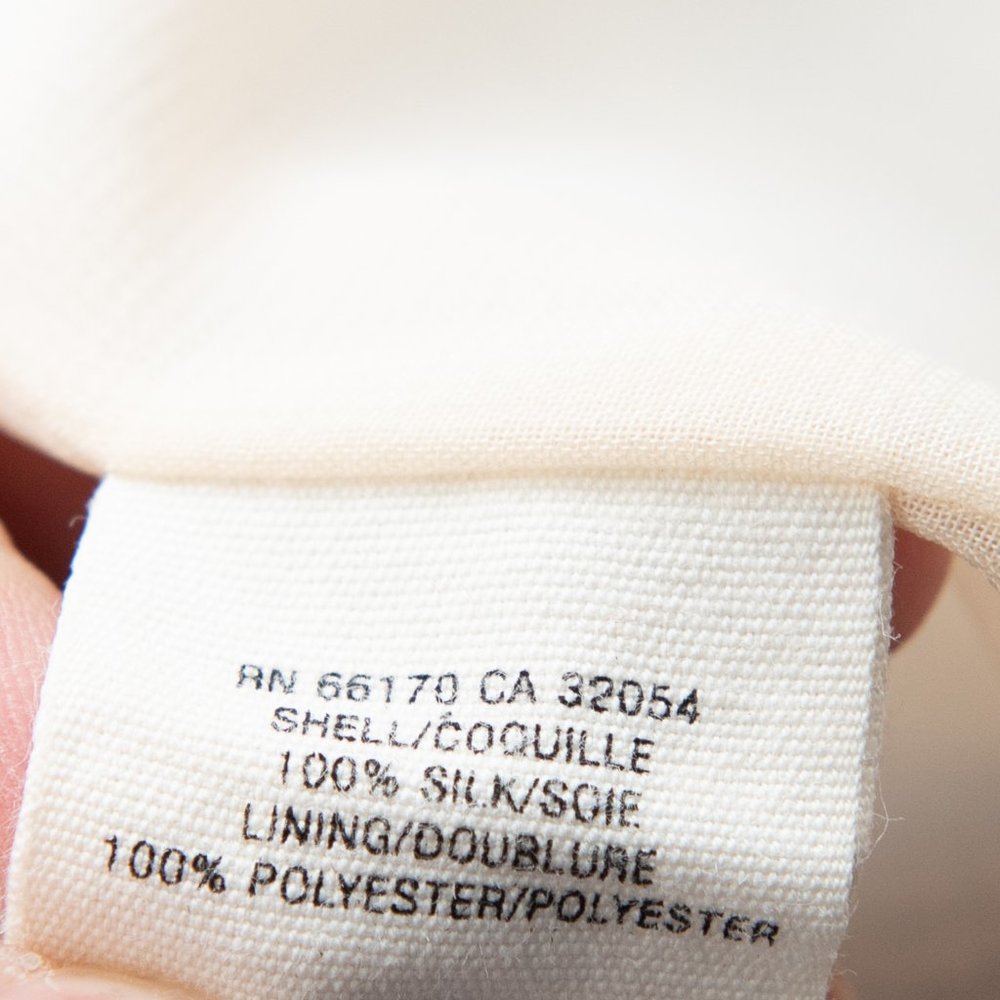 RN 66170 CA 32054
SHELL/COQUILLE
100% SILK/SOIE
LINING/DOUBLURE
100% POLYESTER/POLYESTER